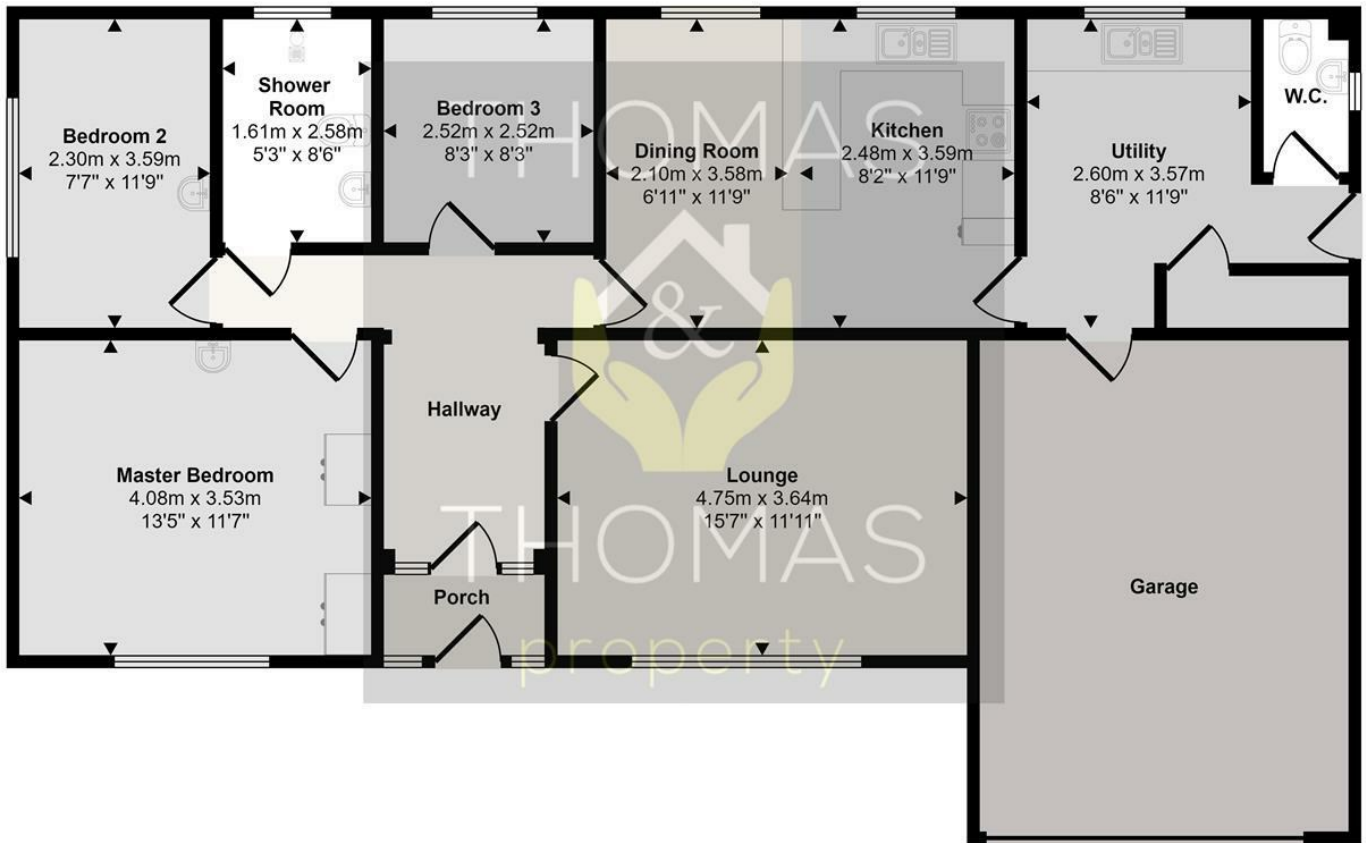 Bedroom 2
2.30m x 3.59m
7'7" x 11'9"
Shower
Room
1.61m x 2.58m
5'3" x 8'6"
Bedroom 3
2.52m x 2.52m
8'3" x 8'3"
Dining Room
2.10m x 3.58m
6'11" x 11'9"
Kitchen
2.48m x 3.59m
8'2" x 11'9"
Utility
2.60m x 3.57m
8'6" x 11'9"
W.C.
THOMAS
&
THOMAS
property
Master Bedroom
4.08m x 3.53m
13'5" x 11'7"
Hallway
Porch
Lounge
4.75m x 3.64m
15'7" x 11'11"
Garage